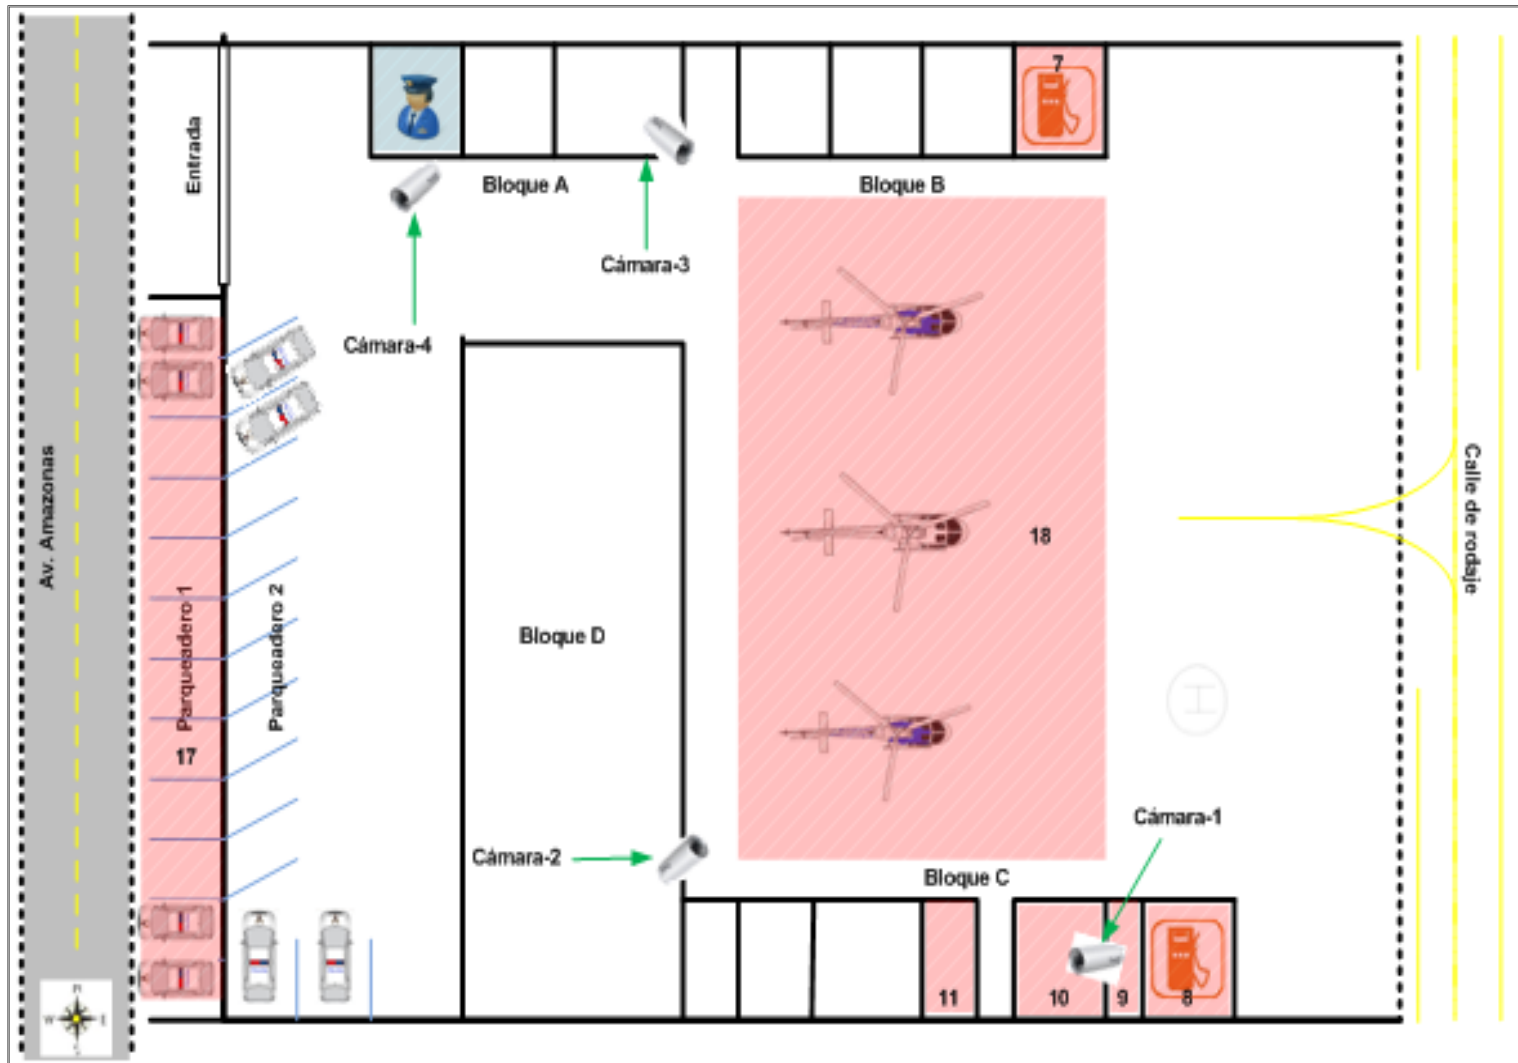 7
Entrada
Bloque A
Bloque B
Cámara-3
Cámara-4
Av. Amazonas
Calle de rodaje
18
Parqueadero 1
Parqueadero 2
Bloque D
17
Cámara-1
Cámara-2
Bloque C
H
11
10
9
8
N
W
E